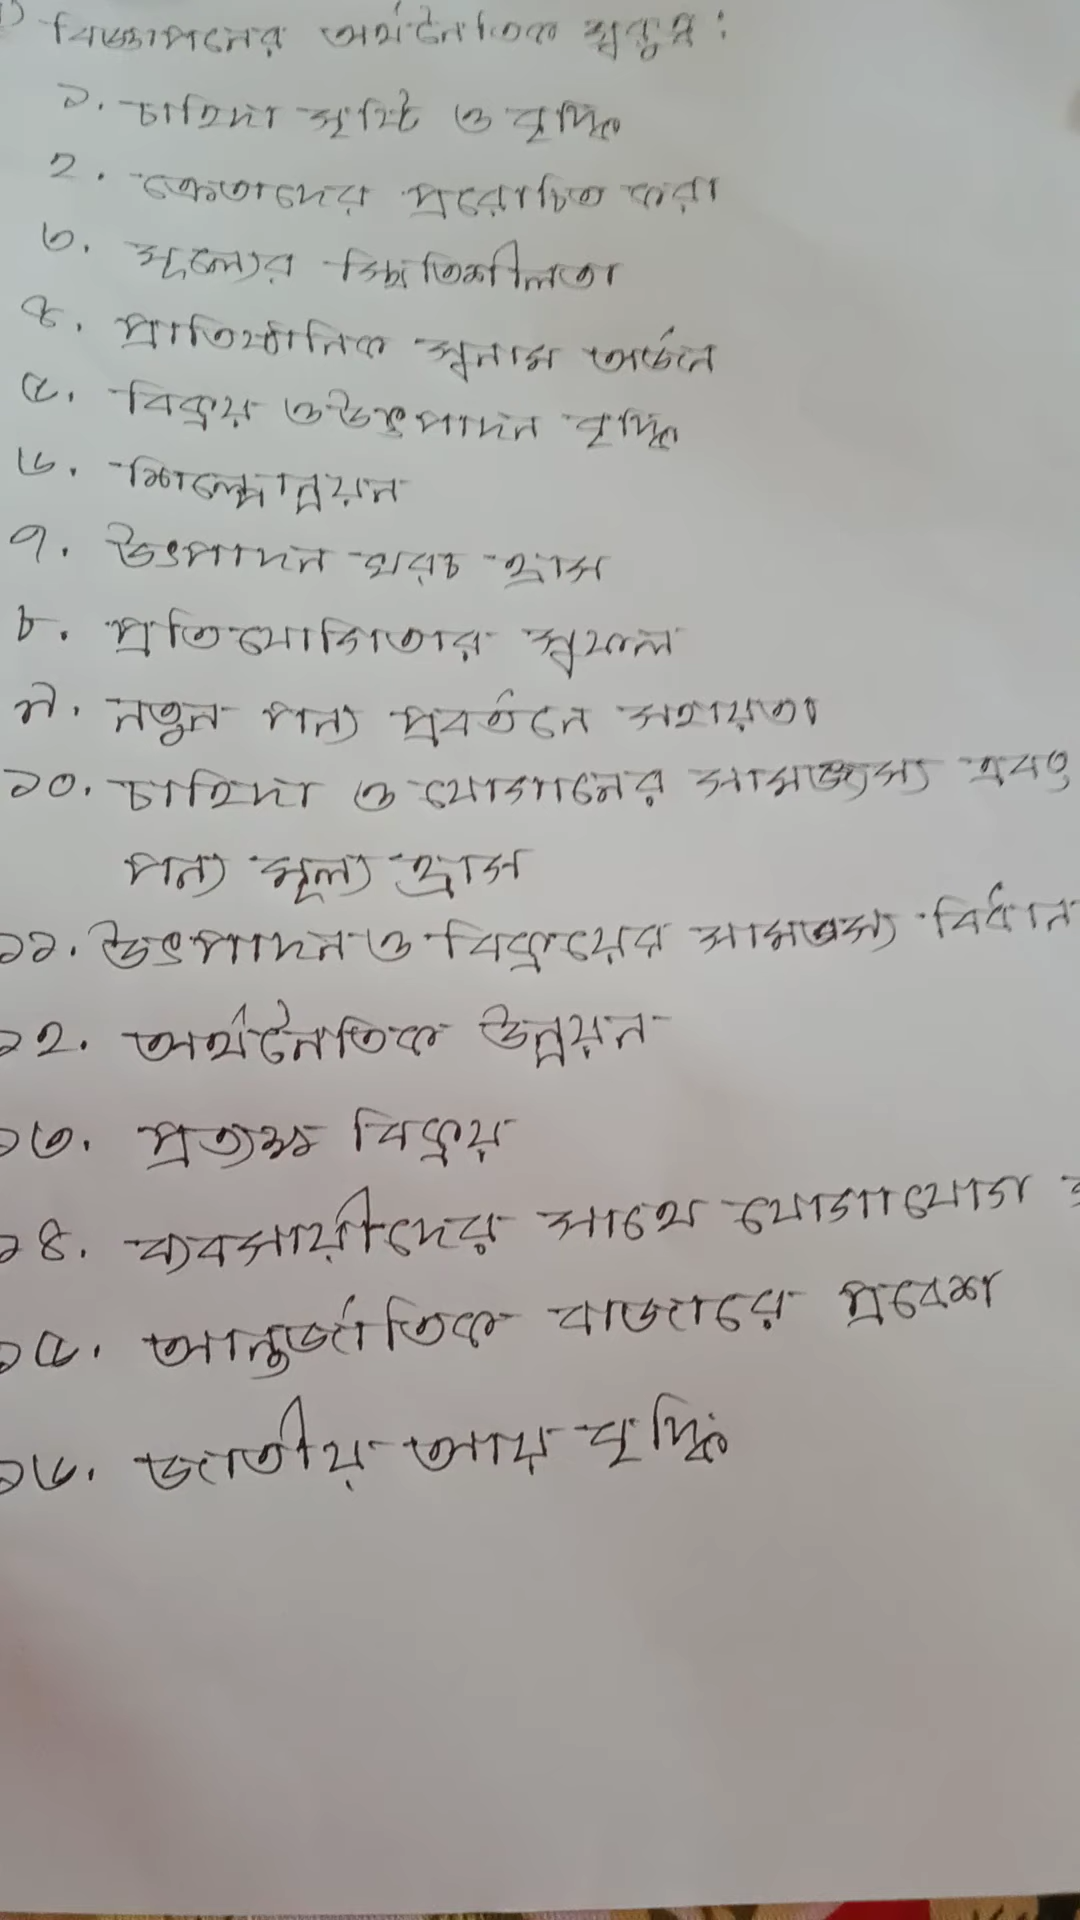 বিজ্ঞাপনের অর্থনৈতিক গুরুত্ব :
১. চাহিদা সৃষ্টি ও বৃদ্ধি
২. ক্রেতাদের প্ররোচিত করা
৩. মূল্যের স্থিতিশীলতা
৪. প্রাতিষ্ঠানিক সুনাম অর্জন
৫. বিক্রয় ও উৎপাদন বৃদ্ধি
৬. শিল্পোন্নয়ন
৭. উৎপাদন খরচ হ্রাস
৮. প্রতিযোগিতার সুফল
৯. নতুন পন্য প্রবর্তনে সহায়তা
১০. চাহিদা ও যোগানের সামঞ্জস্য এবং
পন্য মূল্য হ্রাস
১১. উৎপাদন ও বিক্রয়ের সামঞ্জস্য বিধান
১২. অর্থনৈতিক উন্নয়ন
১৩. প্রত্যক্ষ বিক্রয়
১৪. ব্যবসায়ীদের সাথে যোগাযোগ
১৫. আন্তর্জাতিক বাজারে প্রবেশ
১৬. জাতীয় আয় বৃদ্ধি